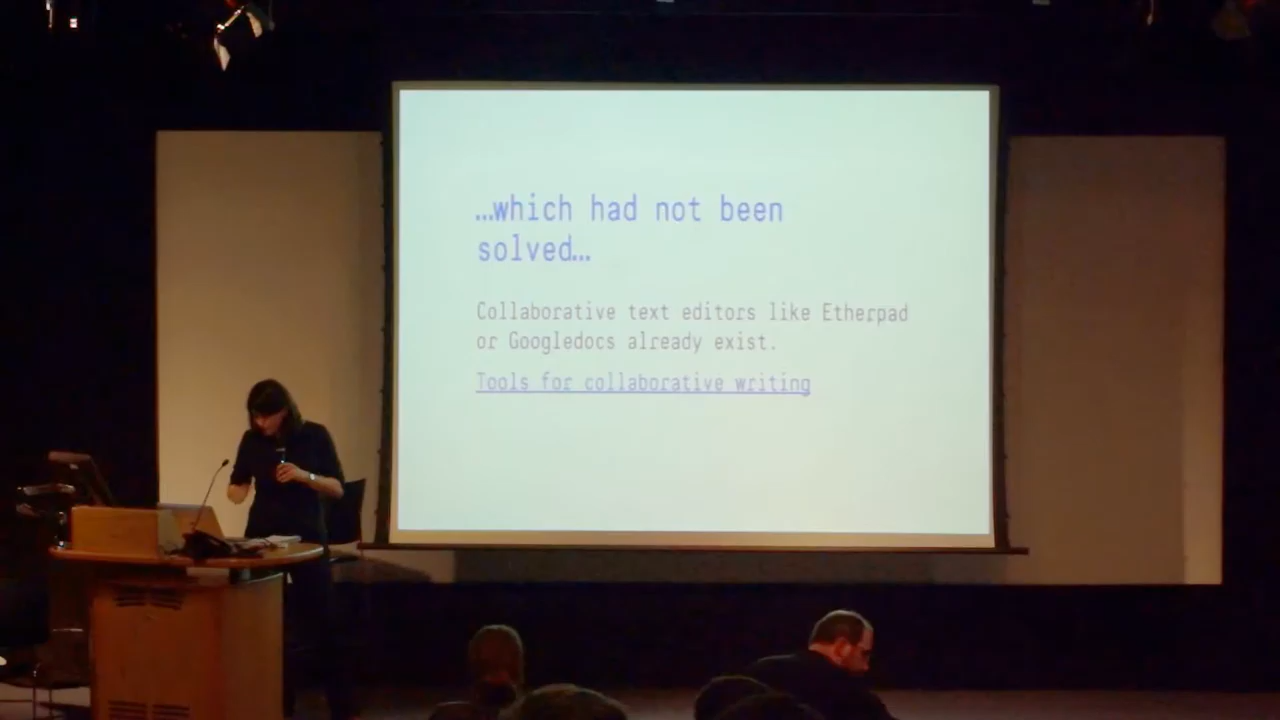 …which had not been
solved…
Collaborative text editors like Etherpad
or Googledocs already exist.
Tools for collaborative writing